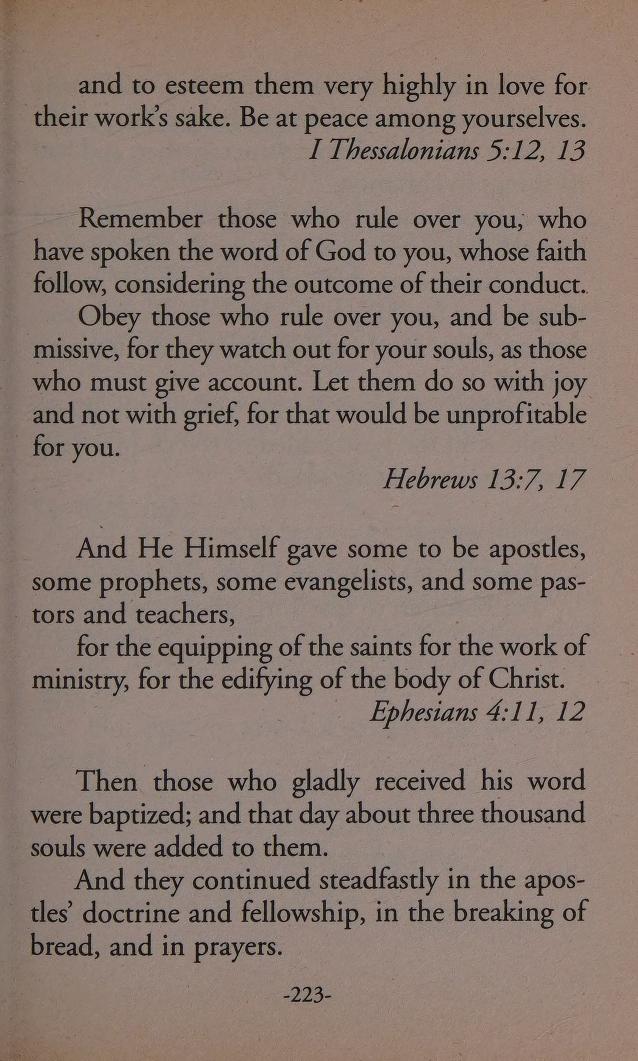 and to esteem them very highly in love for
their work's sake. Be at peace among yourselves.
I Thessalonians 5:12, 13
Remember those who rule over you, who
have spoken the word of God to you, whose faith
follow, considering the outcome of their conduct.
Obey those who rule over you, and be sub-
missive, for they watch out for your souls, as those
who must give account. Let them do so with joy
and not with grief, for that would be unprofitable
for you.
Hebrews 13:7, 17
And He Himself gave some to be apostles,
some prophets, some evangelists, and some pas-
tors and teachers,
for the equipping of the saints for the work of
ministry, for the edifying of the body of Christ.
Ephesians 4:11, 12
Then those who gladly received his word
were baptized; and that day about three thousand
souls were added to them.
And they continued steadfastly in the apos-
tles' doctrine and fellowship, in the breaking of
bread, and in prayers.
-223-